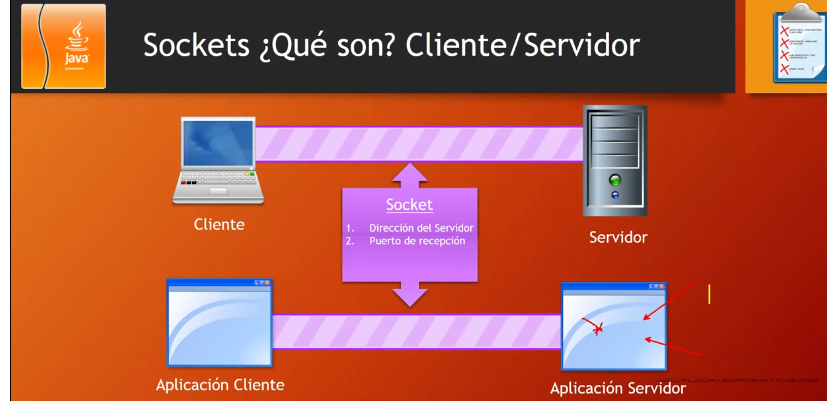 Java
Sockets ¿Qué son? Cliente/Servidor
Socket
1. Dirección del Servidor
2. Puerto de recepción
Cliente
Servidor
Aplicación Cliente
Aplicación Servidor